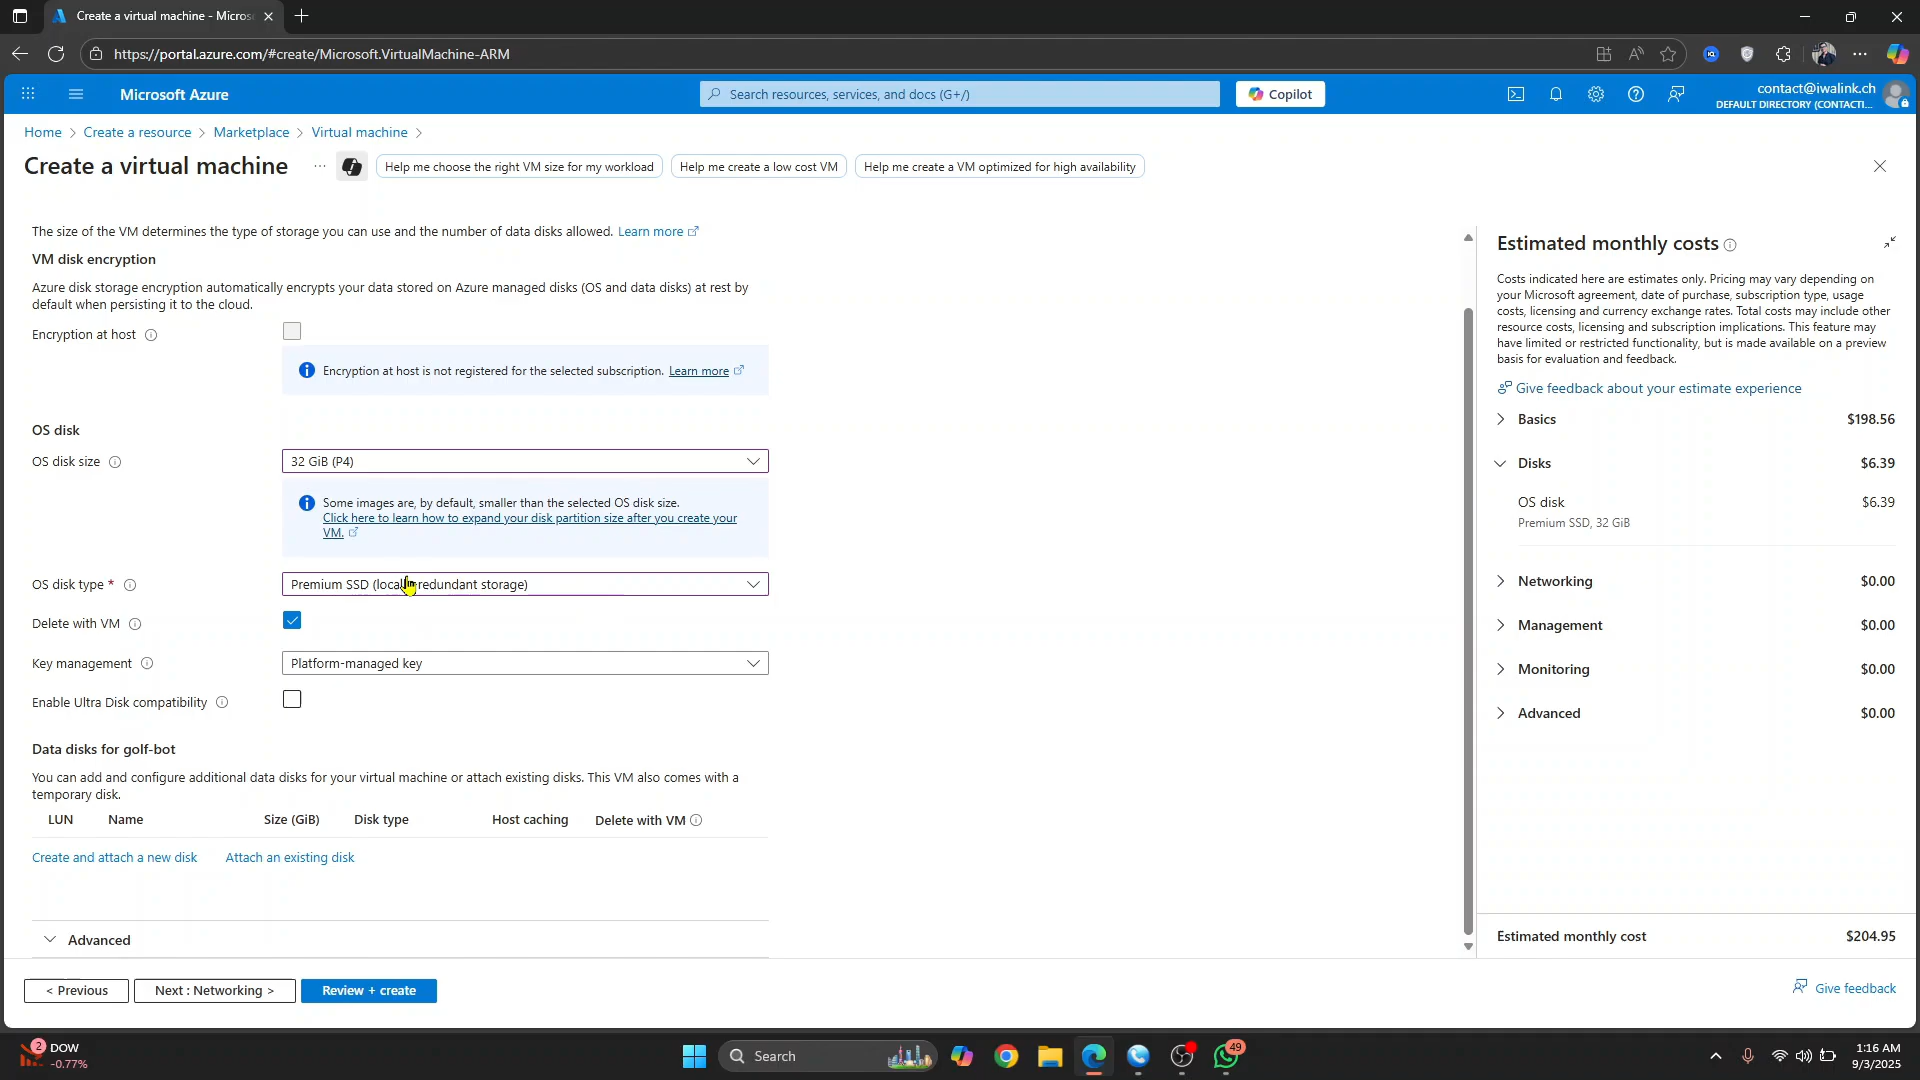 Create a virtual machine - Micros
https://portal.azure.com/#create/Microsoft.VirtualMachine-ARM
Microsoft Azure
Search resources, services, and docs (G+/)
Copilot
contact@iwalink.ch
DEFAULT DIRECTORY (CONTACTI...
Home > Create a resource > Marketplace > Virtual machine >
Create a virtual machine
...
Help me choose the right VM size for my workload
Help me create a low cost VM
Help me create a VM optimized for high availability
The size of the VM determines the type of storage you can use and the number of data disks allowed. Learn more
VM disk encryption
Azure disk storage encryption automatically encrypts your data stored on Azure managed disks (OS and data disks) at rest by
default when persisting it to the cloud.
Encryption at host
Encryption at host is not registered for the selected subscription. Learn more
OS disk
OS disk size
32 GiB (P4)
Some images are, by default, smaller than the selected OS disk size.
Click here to learn how to expand your disk partition size after you create your
VM.
OS disk type *
Premium SSD (local redundant storage)
Delete with VM
Key management
Platform-managed key
Enable Ultra Disk compatibility
Data disks for golf-bot
You can add and configure additional data disks for your virtual machine or attach existing disks. This VM also comes with a
temporary disk.
LUN Name Size (GiB) Disk type Host caching Delete with VM
Create and attach a new disk Attach an existing disk
Advanced
< Previous
Next : Networking >
Review + create
Estimated monthly costs
Costs indicated here are estimates only. Pricing may vary depending on
your Microsoft agreement, date of purchase, subscription type, usage
costs, licensing and currency exchange rates. Total costs may include other
resource costs, licensing and subscription implications. This feature may
have limited or restricted functionality, but is made available on a preview
basis for evaluation and feedback.
Give feedback about your estimate experience
Basics $198.56
Disks $6.39
OS disk $6.39
Premium SSD, 32 GiB
Networking $0.00
Management $0.00
Monitoring $0.00
Advanced $0.00
Estimated monthly cost $204.95
Give feedback
2
DOW
-0.77%
Search
49
1:16 AM
9/3/2025